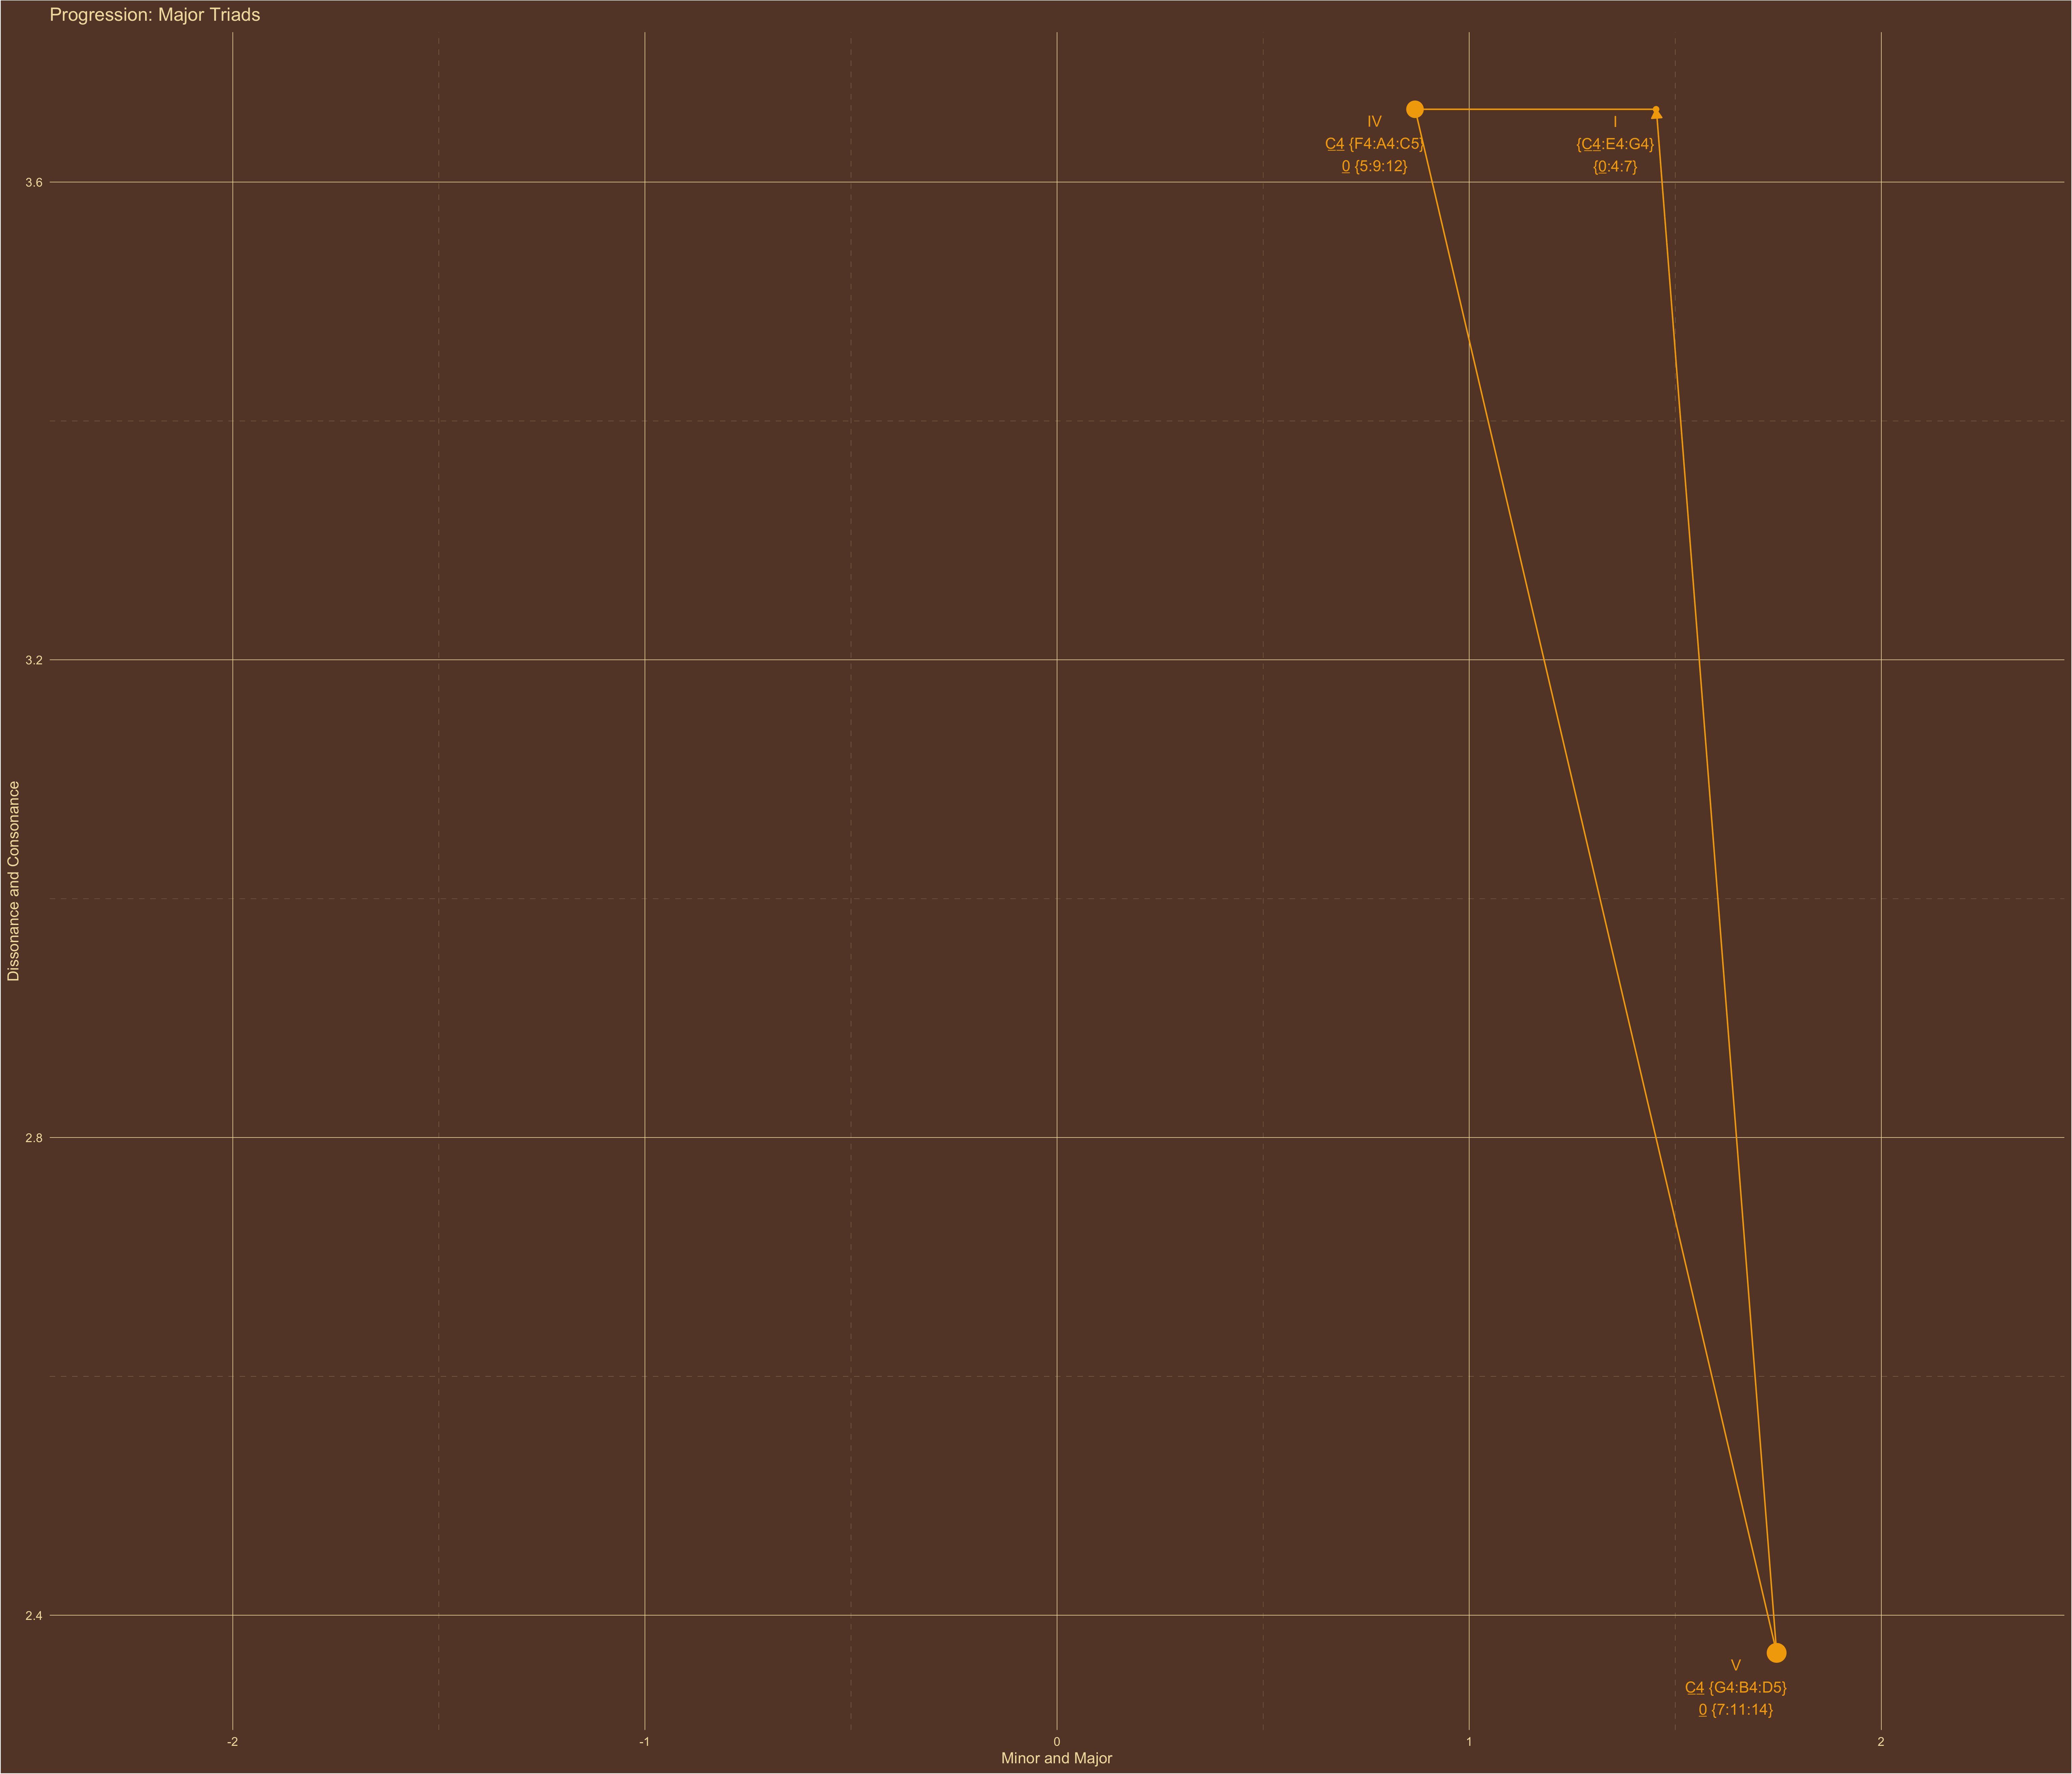 Progression: Major Triads
IV
C4 {F4:A4:C5}
0 {5:9:12}
I
{C4:E4:G4}
{0:4:7}
3.6
3.2
2.8
2.4
Dissonance and Consonance
V
C4 {G4:B4:D5}
0 {7:11:14}
-2
-1
0
1
2
Minor and Major